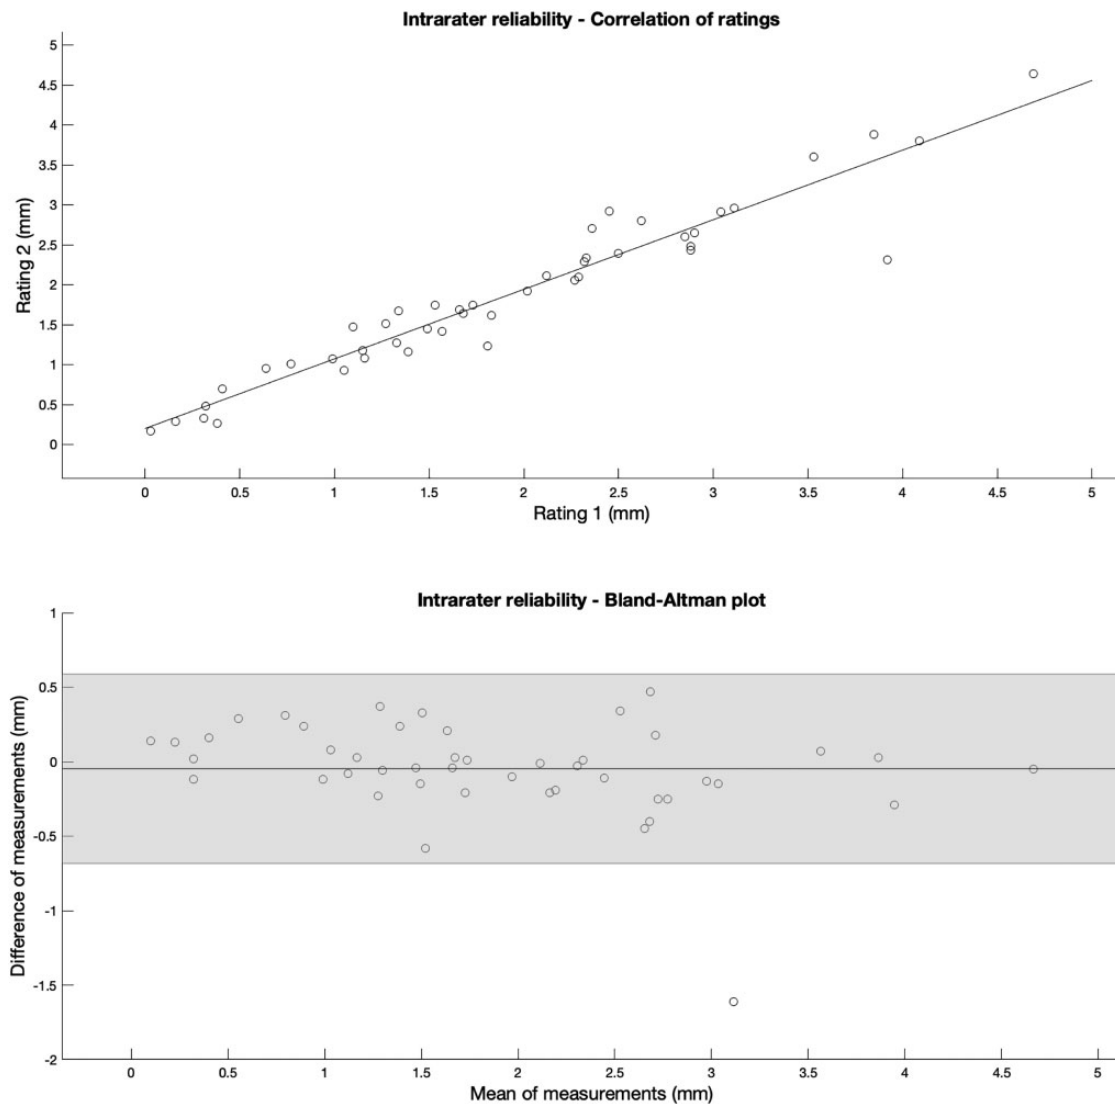 Intrarater reliability - Correlation of ratings
5
4.5
4
3.5
3
2.5
2
1.5
1
0.5
0
Rating 2 (mm)
0 0.5 1 1.5 2 2.5 3 3.5 4 4.5 5
Rating 1 (mm)
Intrarater reliability - Bland-Altman plot
1
0.5
0
-0.5
-1
-1.5
-2
Difference of measurements (mm)
0 0.5 1 1.5 2 2.5 3 3.5 4 4.5 5
Mean of measurements (mm)